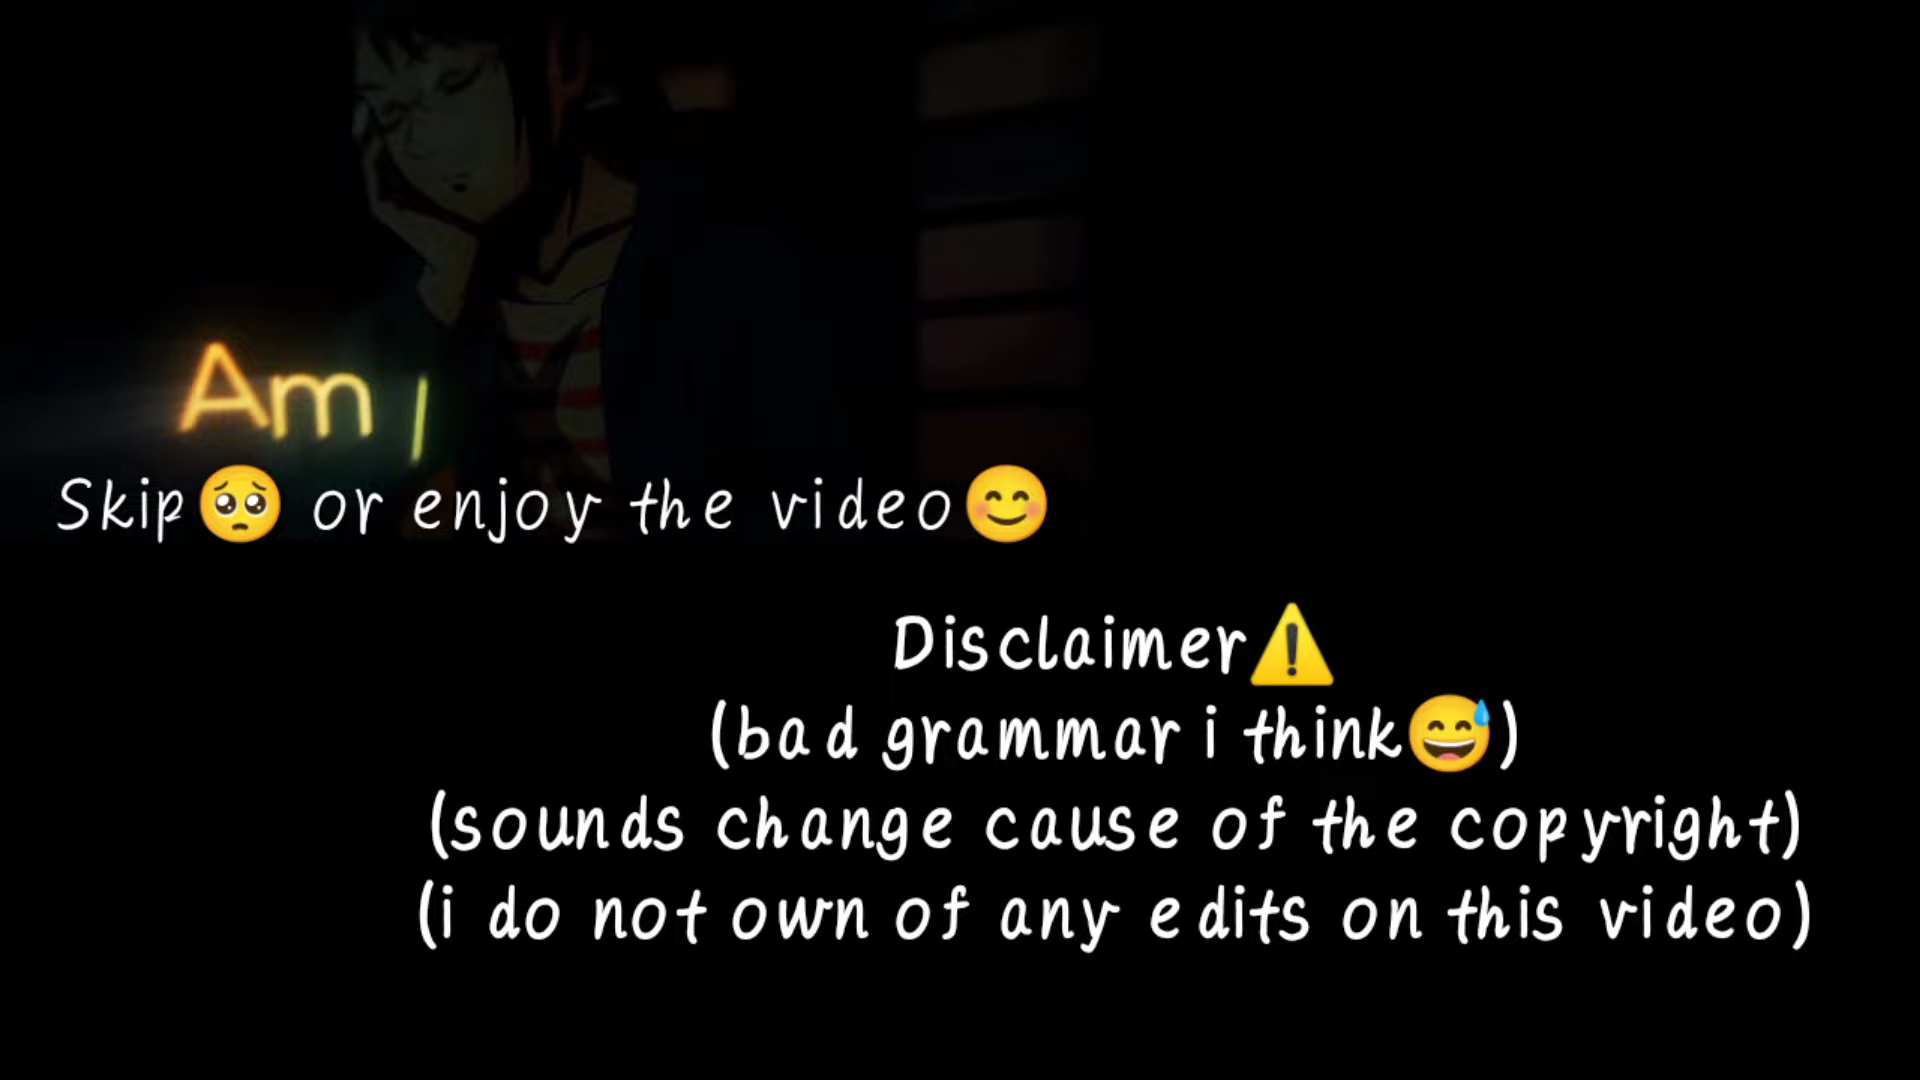 Am I
Skip🥺 or enjoy the video😊
Disclaimer⚠️
(bad grammar i think😅)
(sounds change cause of the copyright)
(i do not own of any edits on this video)